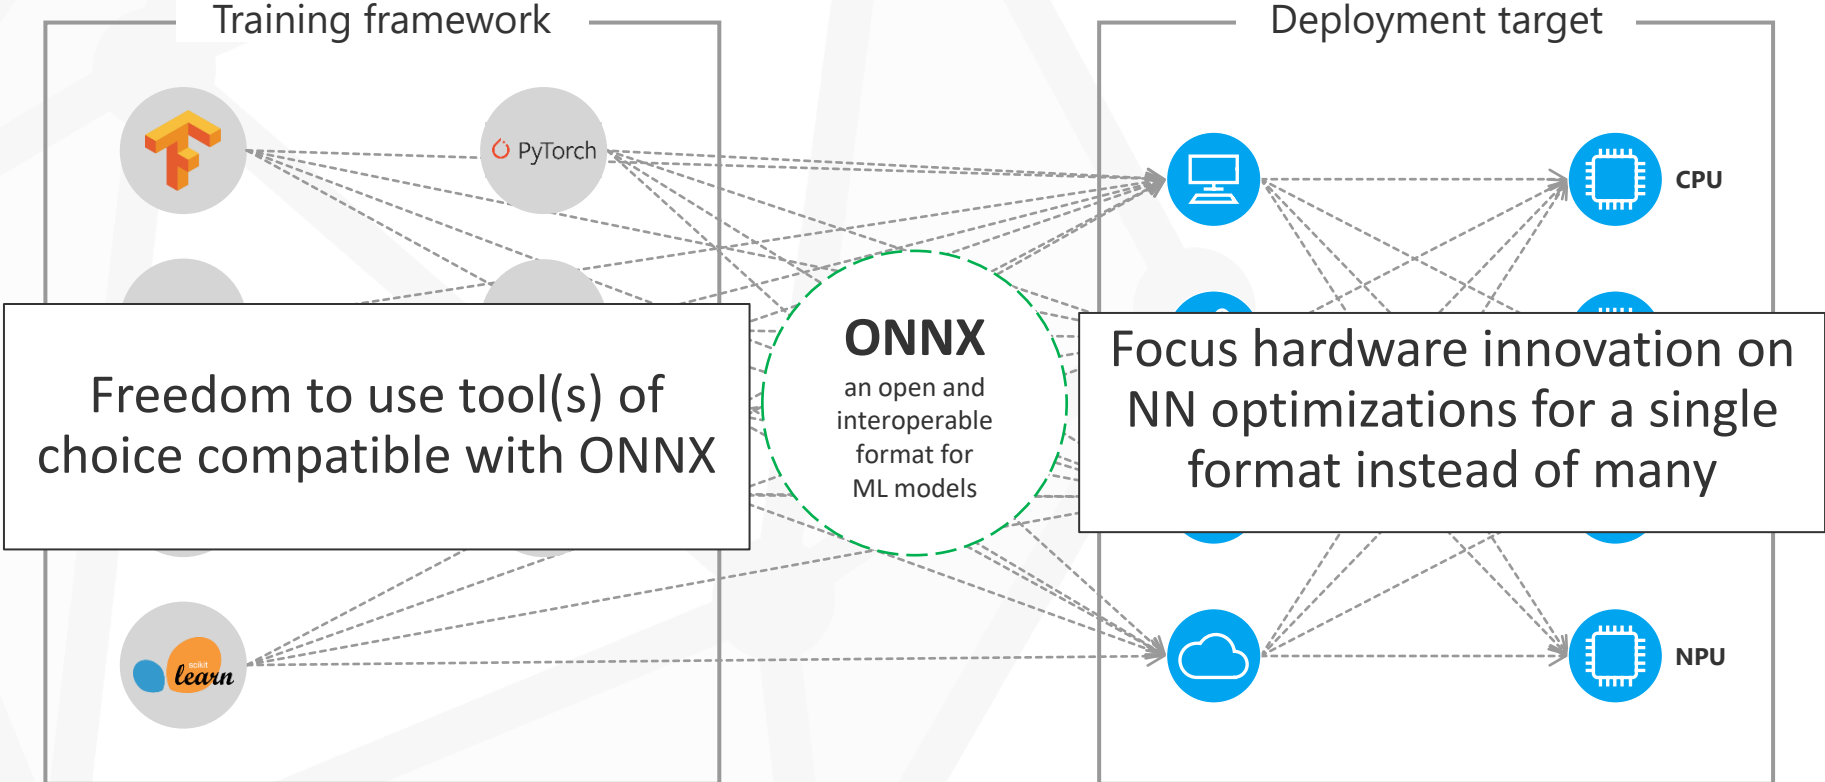 Training framework
Deployment target
PyTorch
CPU
Freedom to use tool(s) of
choice compatible with ONNX
ONNX
an open and
interoperable
format for
ML models
Focus hardware innovation on
NN optimizations for a single
format instead of many
scikit
learn
NPU